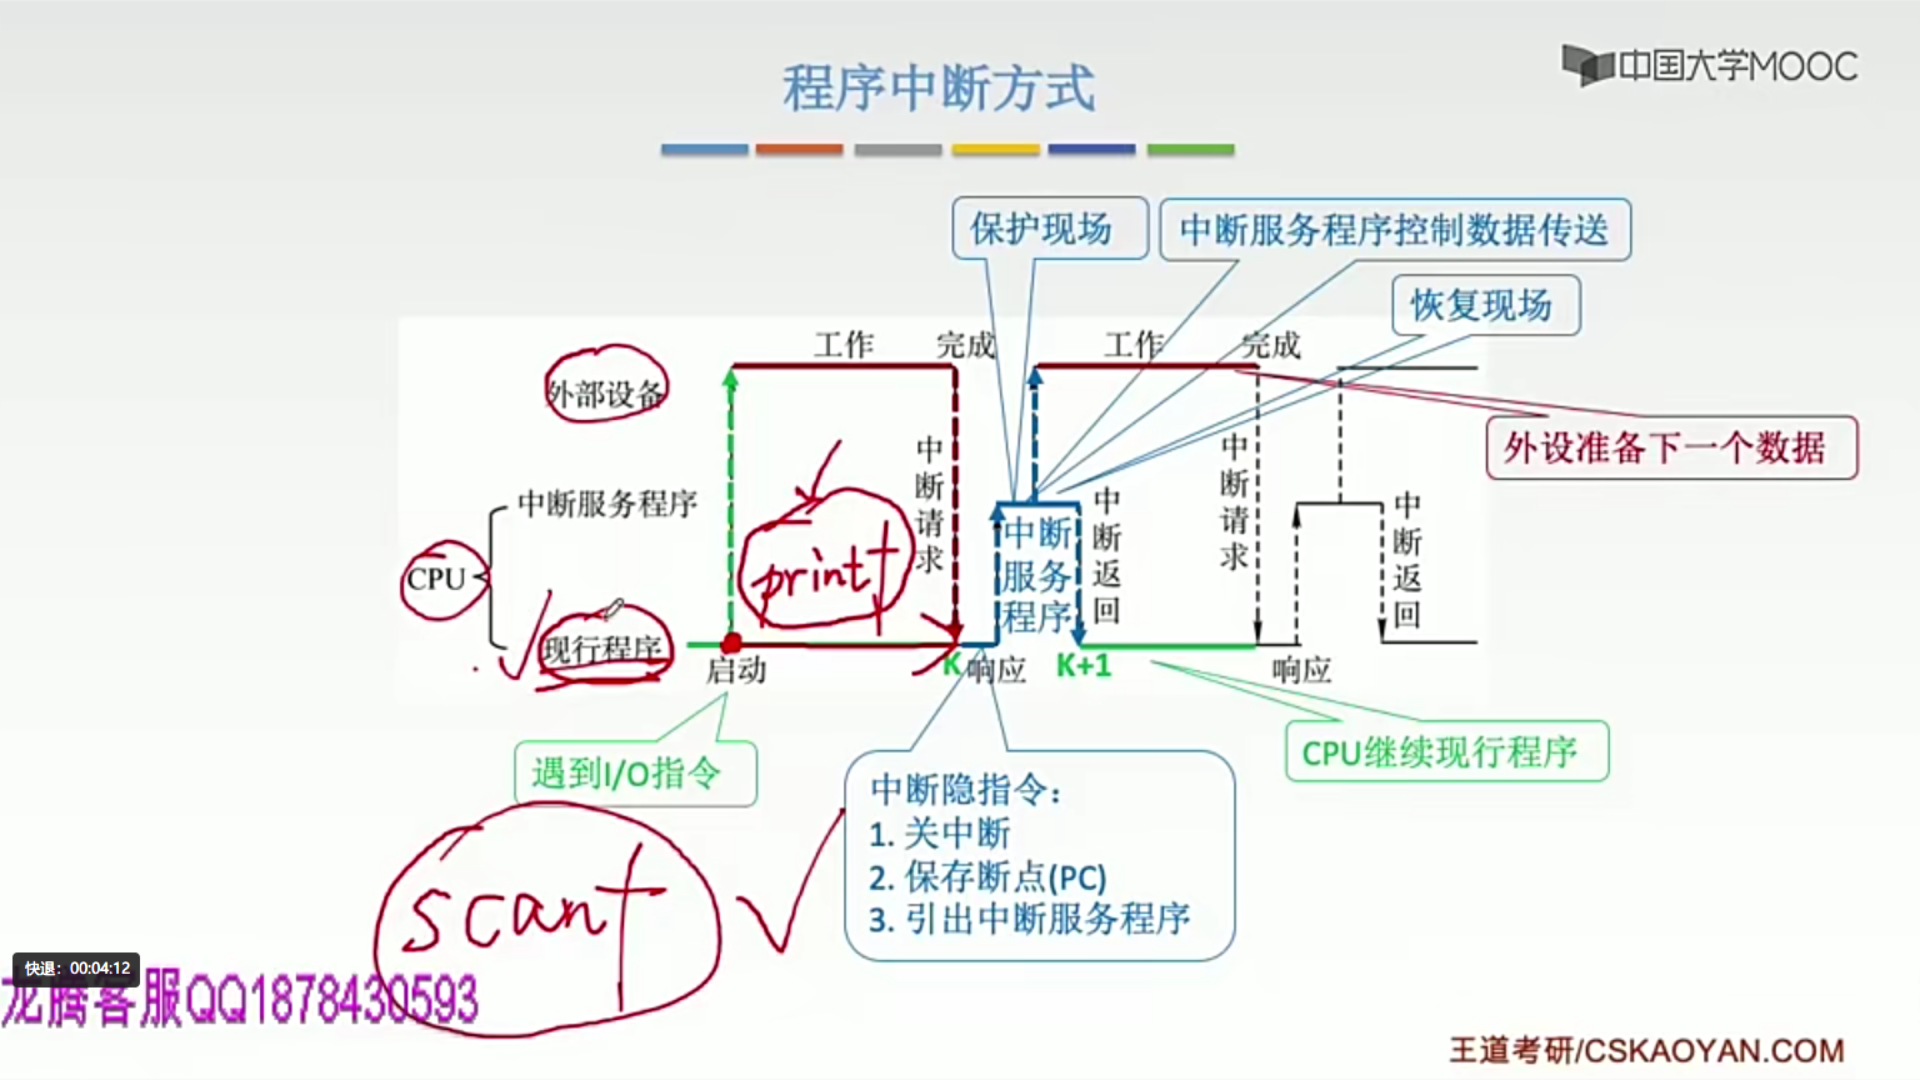 程序中断方式
中国大学MOOC
保护现场
中断服务程序控制数据传送
恢复现场
工作
完成
工作
完成
外部设备
外设准备下一个数据
中断请求
中断服务程序
中断服务程序
中断返回
中断请求
中断返回
CPU
printf
现行程序
启动
K
响应
K+1
响应
遇到I/O指令
CPU继续现行程序
中断隐指令：
1. 关中断
2. 保存断点(PC)
3. 引出中断服务程序
scanf
快退：00:04:12
龙腾客服QQ1878430593
王道考研/CSKAOYAN.COM